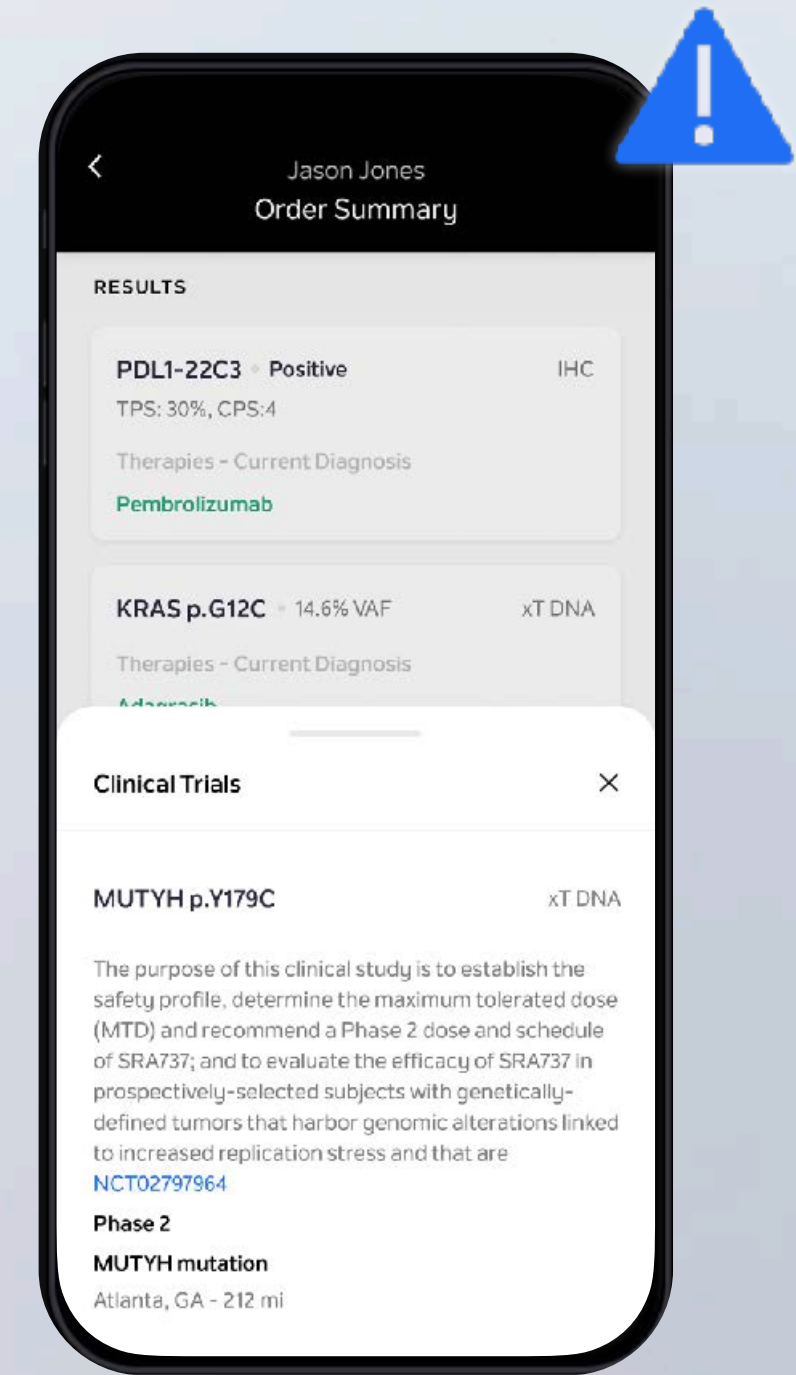 Jason Jones
Order Summary
RESULTS
PDL1-22C3 • Positive IHC
TPS: 30%, CPS:4
Therapies - Current Diagnosis
Pembrolizumab
KRAS p.G12C • 14.6% VAF xT DNA
Therapies - Current Diagnosis
Adagrasib
Clinical Trials
MUTYH p.Y179C xT DNA
The purpose of this clinical study is to establish the
safety profile, determine the maximum tolerated dose
(MTD) and recommend a Phase 2 dose and schedule
of SRA737; and to evaluate the efficacy of SRA737 in
prospectively-selected subjects with genetically-
defined tumors that harbor genomic alterations linked
to increased replication stress and that are
NCT02797964
Phase 2
MUTYH mutation
Atlanta, GA - 212 mi